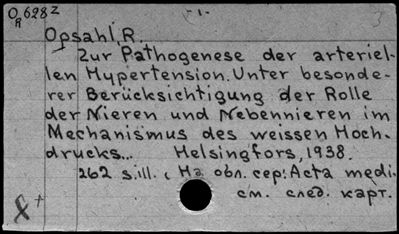 O 628 z
R
- 1 -
Opsahl, R.
Zur Pathogenese der arteriel-
len Hypertension. Unter besonde-
rer Berücksichtigung der Rolle
der Nieren und Nebennieren im
Mechanismus des weissen Hoch-
drucks... Helsingfors, 1938.
262 s. ill. На обл. сер: Acta medi.
см. след. карт.